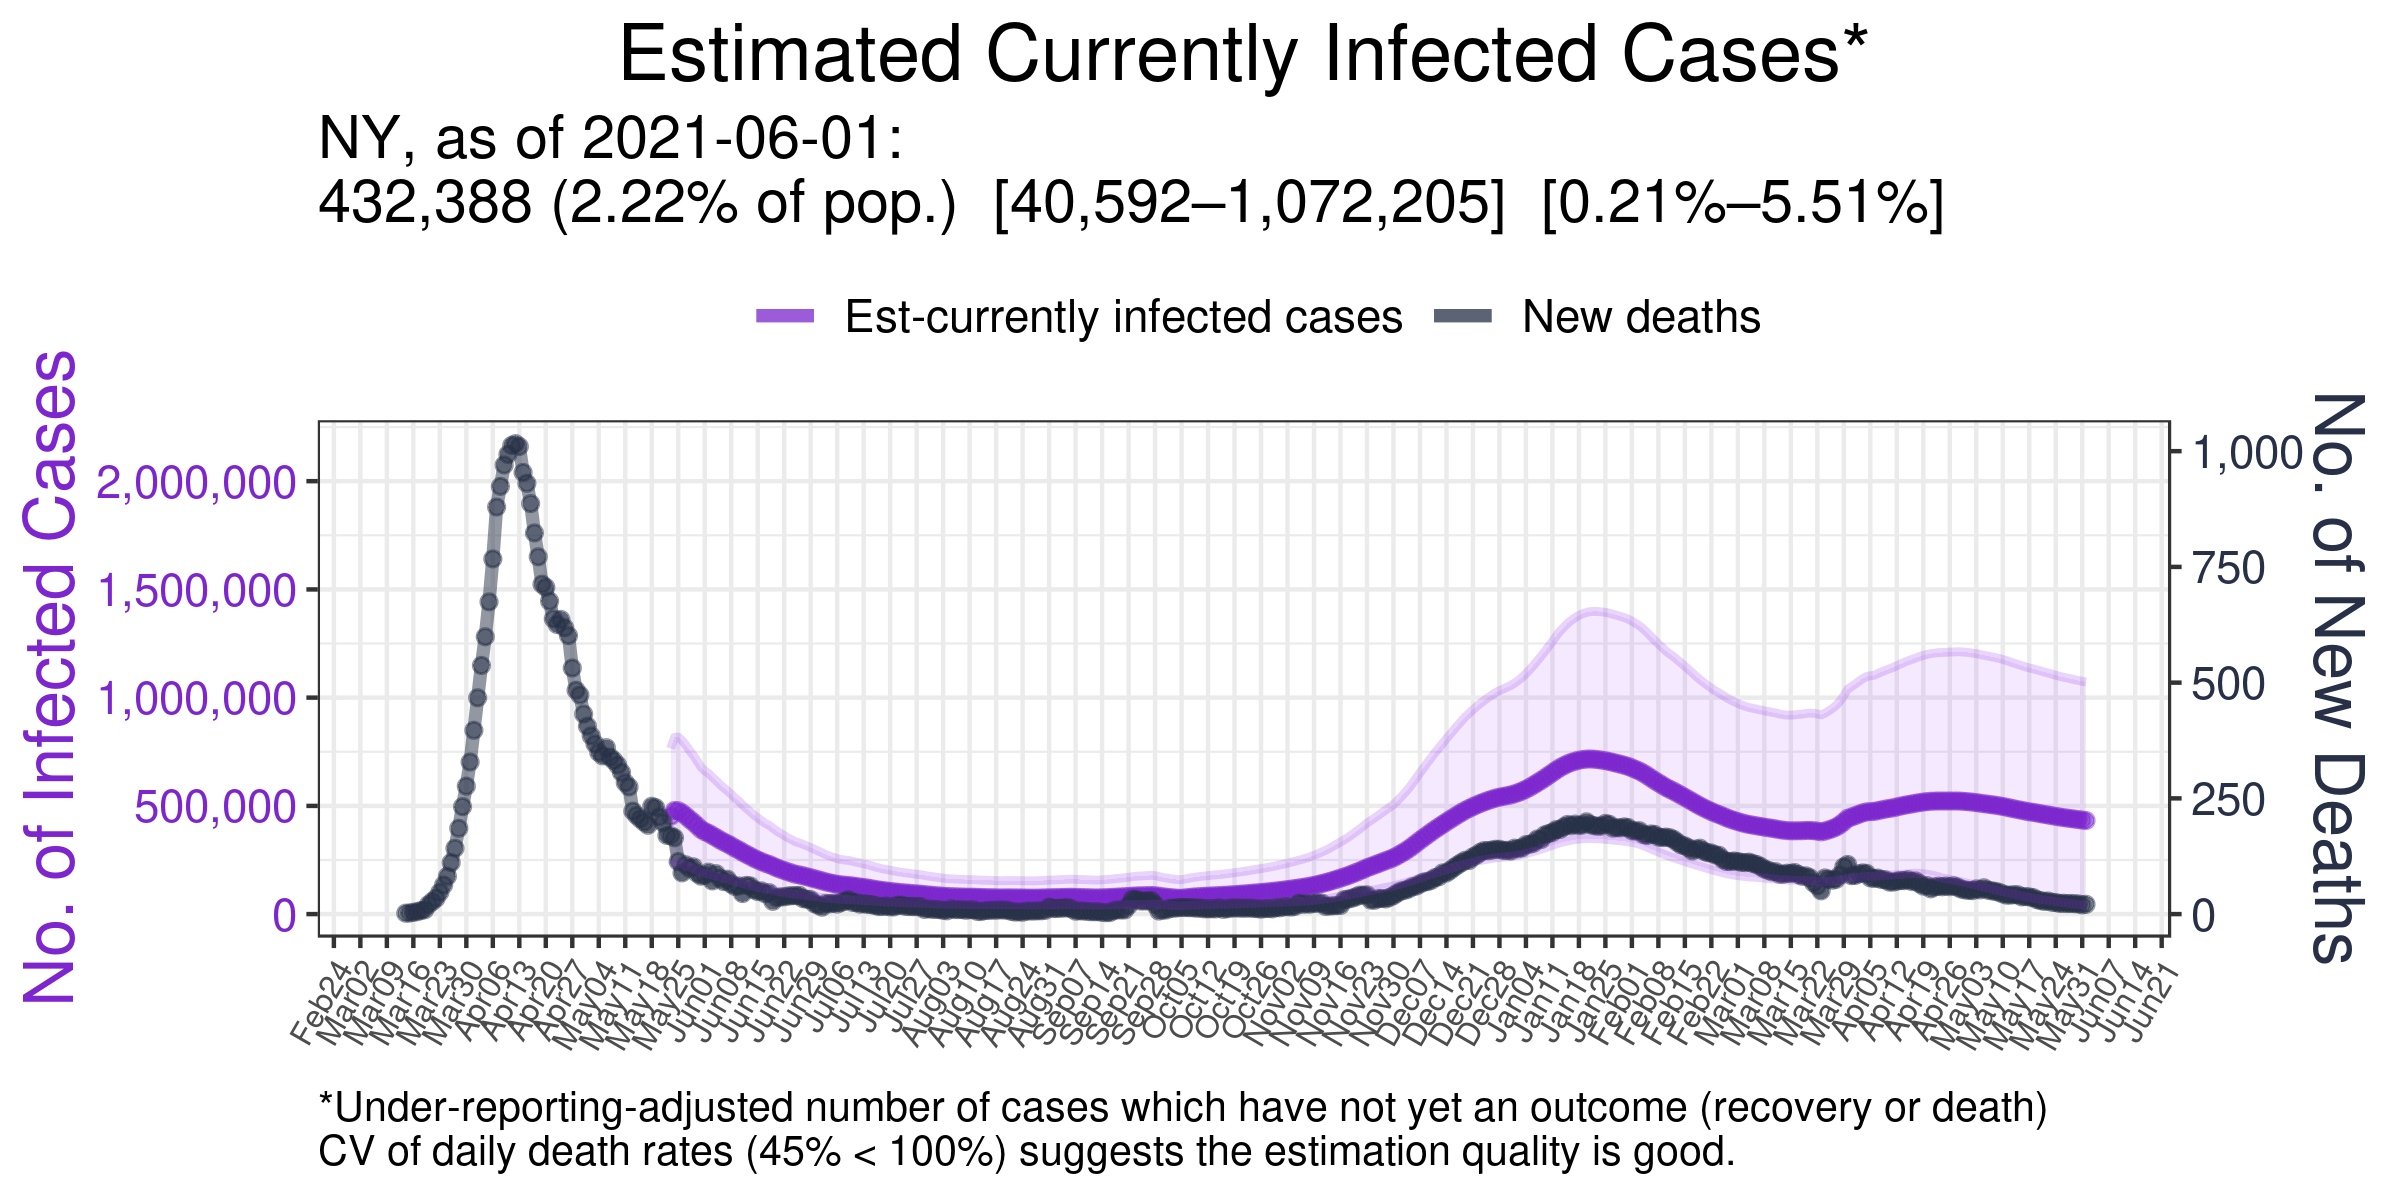 Estimated Currently Infected Cases*
NY, as of 2021-06-01:
432,388 (2.22% of pop.) [40,592–1,072,205] [0.21%–5.51%]
Est-currently infected cases
New deaths
No. of Infected Cases
2,000,000
1,500,000
1,000,000
500,000
0
1,000
750
500
250
0
No. of New Deaths
Feb24
Mar02
Mar09
Mar16
Mar23
Mar30
Apr06
Apr13
Apr20
Apr27
May04
May11
May18
May25
Jun01
Jun08
Jun15
Jun22
Jun29
Jul06
Jul13
Jul20
Jul27
Aug03
Aug10
Aug17
Aug24
Aug31
Sep07
Sep14
Sep21
Sep28
Oct05
Oct12
Oct19
Oct26
Nov02
Nov09
Nov16
Nov23
Nov30
Dec07
Dec14
Dec21
Dec28
Jan04
Jan11
Jan18
Jan25
Feb01
Feb08
Feb15
Feb22
Mar01
Mar08
Mar15
Mar22
Mar29
Apr05
Apr12
Apr19
Apr26
May03
May10
May17
May24
May31
Jun07
Jun14
Jun21
*Under-reporting-adjusted number of cases which have not yet an outcome (recovery or death)
CV of daily death rates (45% < 100%) suggests the estimation quality is good.